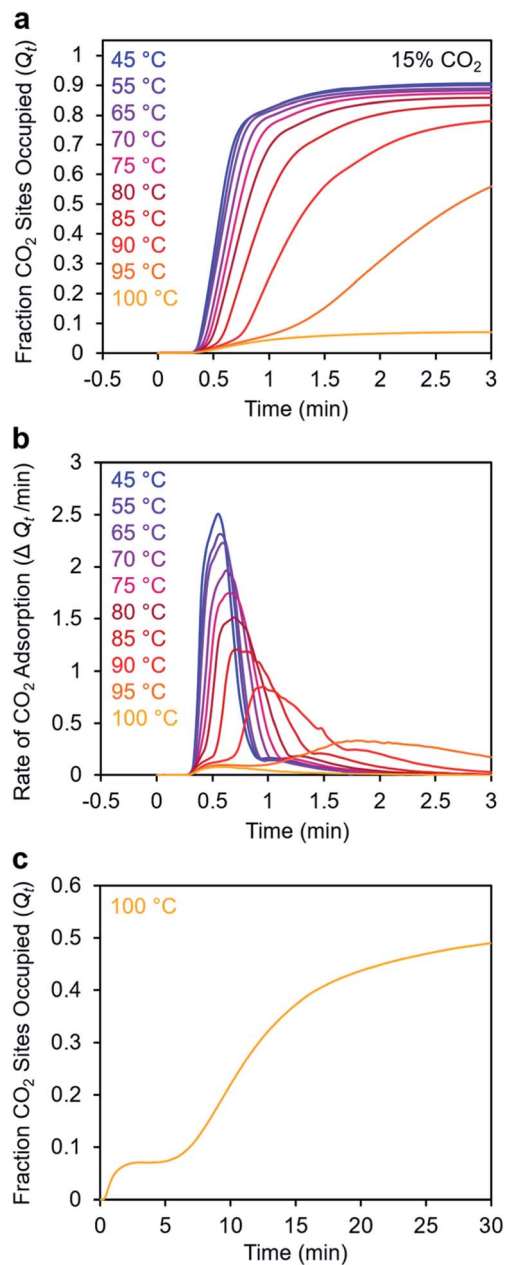 a
Fraction CO2 Sites Occupied (Qt)
1
0.9
0.8
0.7
0.6
0.5
0.4
0.3
0.2
0.1
0
45 °C
55 °C
65 °C
70 °C
75 °C
80 °C
85 °C
90 °C
95 °C
100 °C
15% CO2
-0.5 0 0.5 1 1.5 2 2.5 3
Time (min)
b
Rate of CO2 Adsorption (Δ Qt /min)
3
2.5
2
1.5
1
0.5
0
45 °C
55 °C
65 °C
70 °C
75 °C
80 °C
85 °C
90 °C
95 °C
100 °C
-0.5 0 0.5 1 1.5 2 2.5 3
Time (min)
c
Fraction CO2 Sites Occupied (Qt)
0.6
0.5
0.4
0.3
0.2
0.1
0
100 °C
0 5 10 15 20 25 30
Time (min)